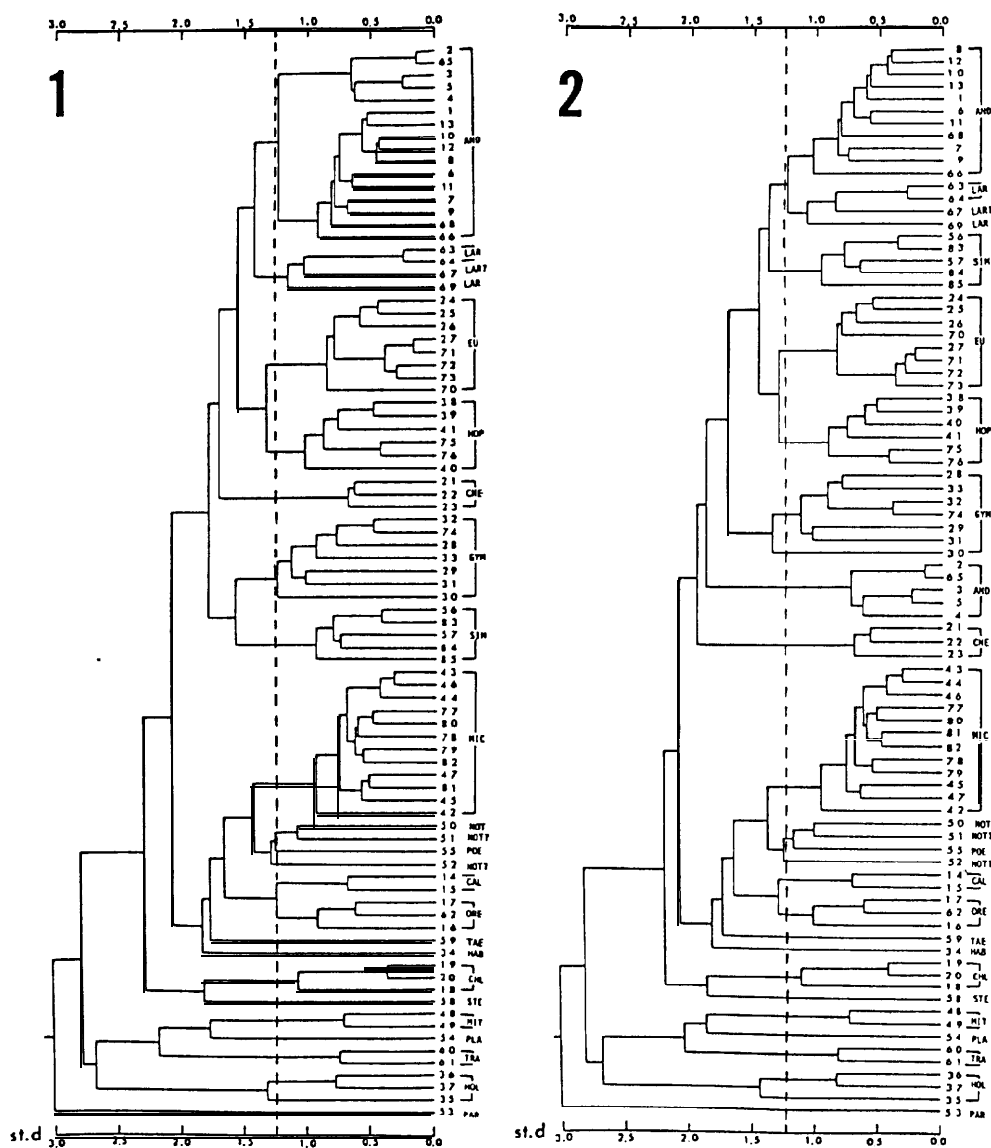 3.0 2.5 2.0 1.5 1.0 0.5 0.0
1
2
65
3
5
4
1
13
10
12
8
6
11
7
9
68
66
AND
63
64
LAR
67 LAR?
69 LAR
24
25
26
27
71
72
73
70
EU
38
39
41
75
76
40
HOP
21
22
23
CNE
32
74
28
33
29
31
30
GYM
56
83
57
84
85
SIM
43
46
44
77
80
78
79
82
47
81
45
42
MIC
50 NOT
51 NOT?
55 POE
52 NOT?
14
15
CAL
17
62
16
ORE
59 TAE
34 HAB
19
20
18
CHL
58 STE
48
49
MIT
54 PLA
60
61
TRA
36
37
35
HOL
53 PAR
st.d 3.0 2.5 2.0 1.5 1.0 0.5 0.0
3.0 2.5 2.0 1.5 1.0 0.5 0.0
2
8
12
10
13
1
6
11
68
7
9
66
AND
63
64
LAR
67 LAR?
69 LAR
56
83
57
84
85
SIM
24
25
26
70
27
71
72
73
EU
38
39
40
41
75
76
HOP
28
33
32
74
29
31
30
GYM
2
65
3
5
4
AND
21
22
23
CNE
43
44
46
77
80
81
82
78
79
45
47
42
MIC
50 NOT
51 NOT?
55 POE
52 NOT?
14
15
CAL
17
62
16
ORE
59 TAE
34 HAB
19
20
18
CHL
58 STE
48
49
MIT
54 PLA
60
61
TRA
36
37
35
HOL
53 PAR
st.d 3.0 2.5 2.0 1.5 1.0 0.5 0.0